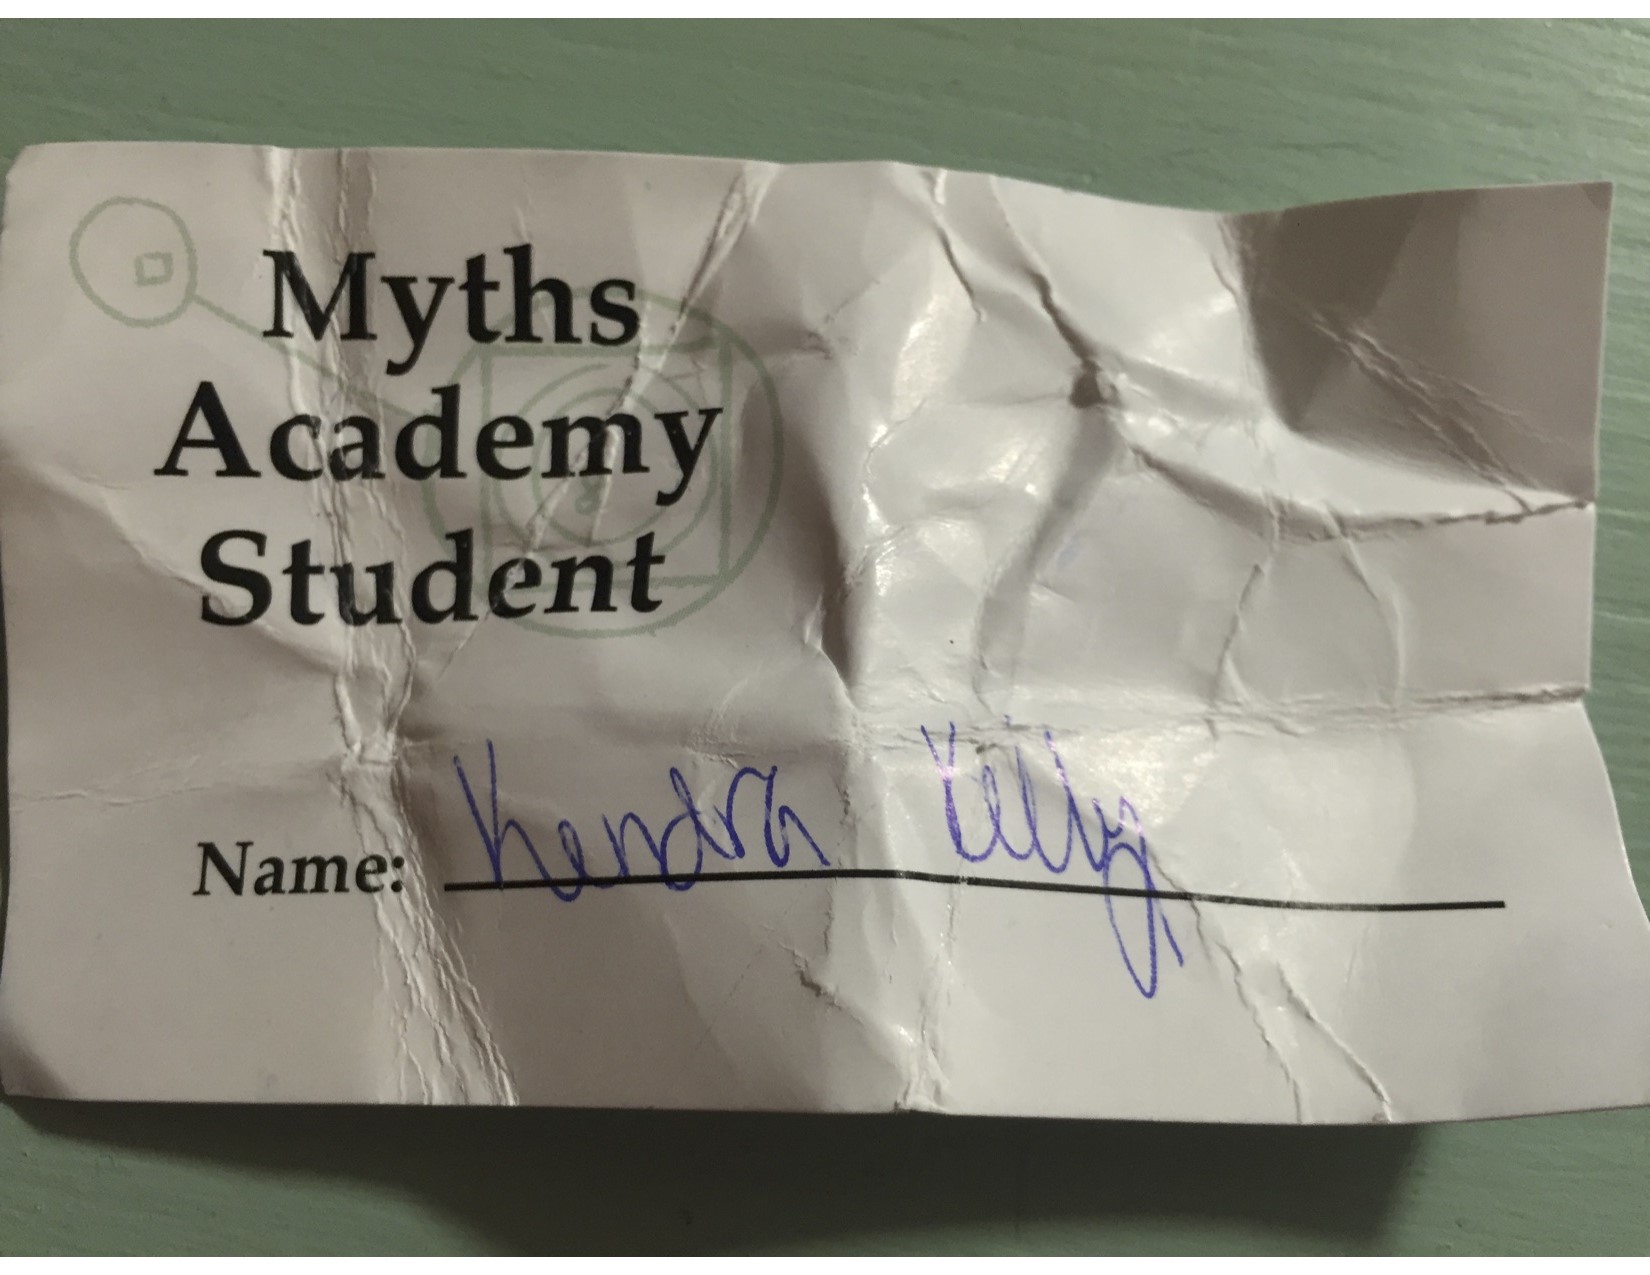 Myths
Academy
Student
Name: Kendra Kelly